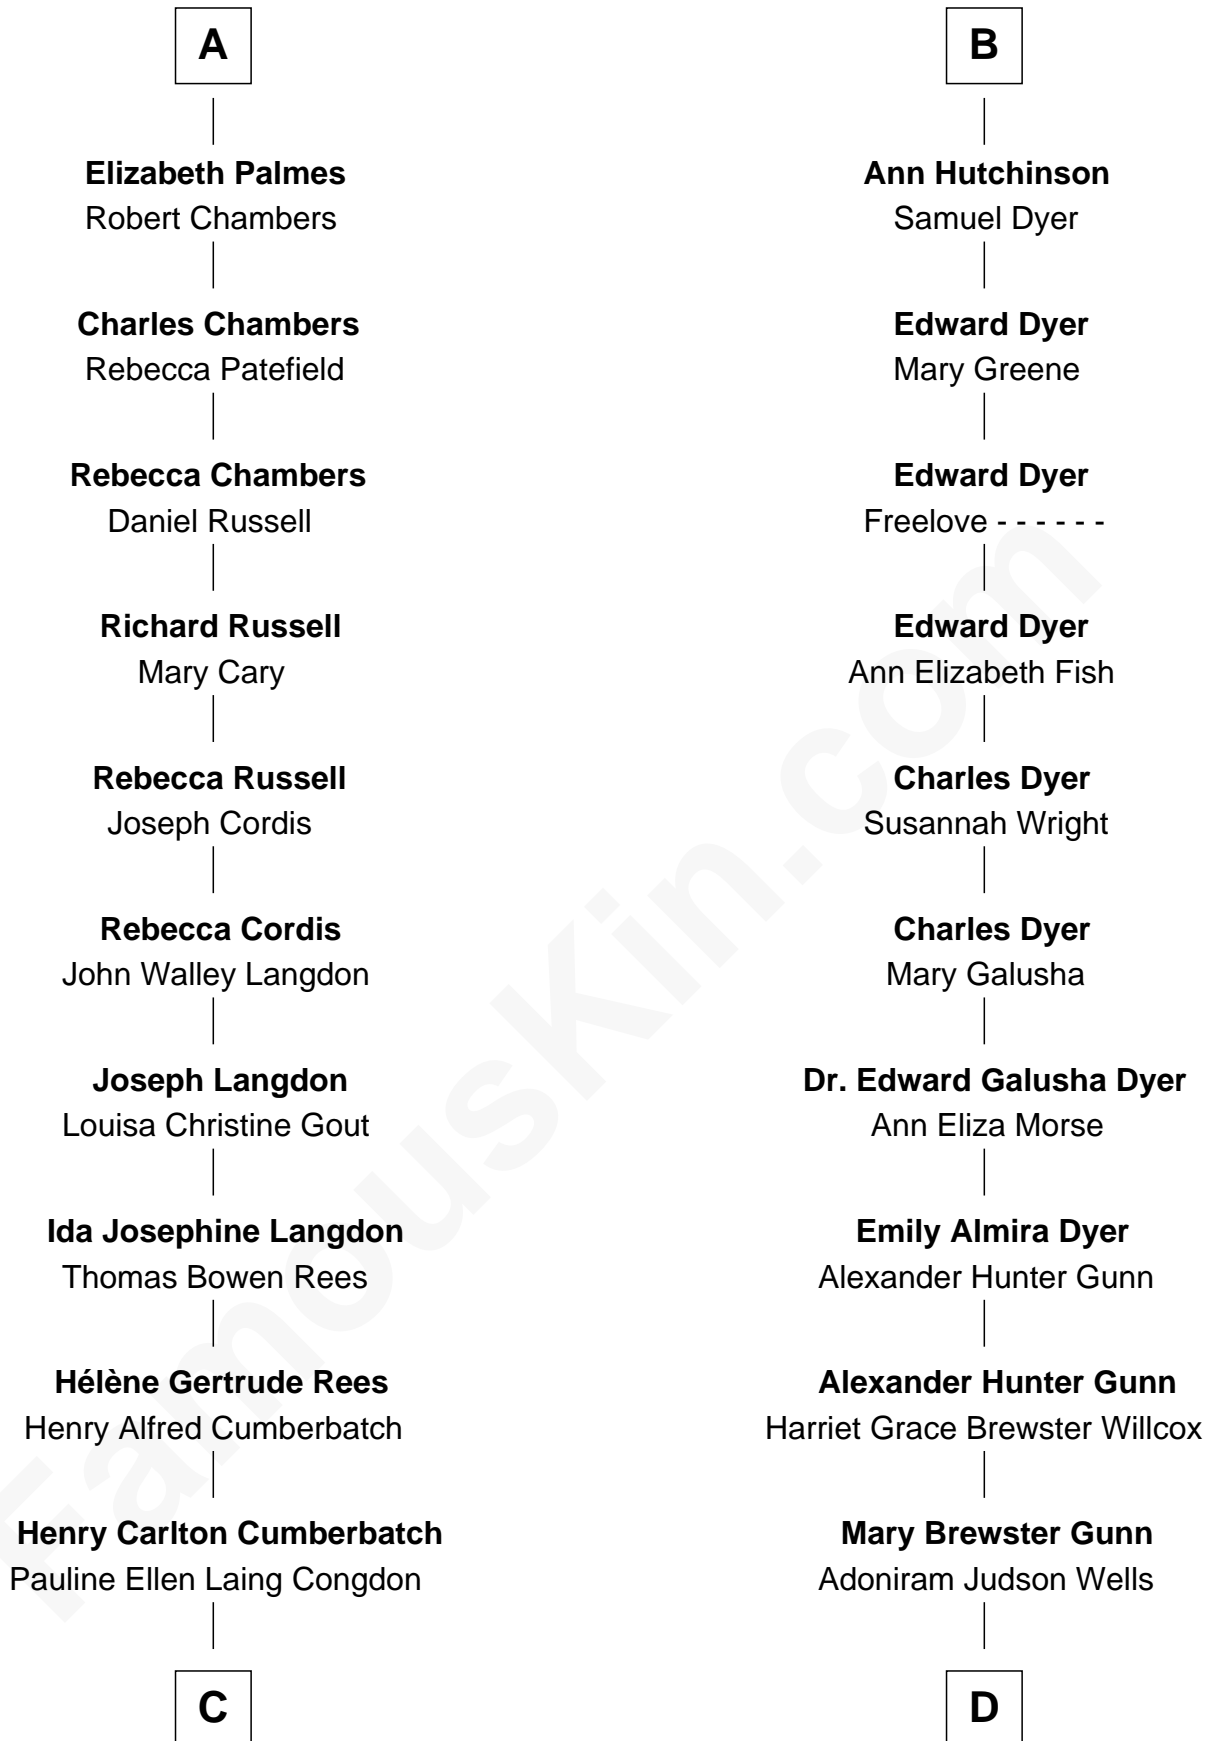 A
Elizabeth Palmes
Robert Chambers
Charles Chambers
Rebecca Patefield
Rebecca Chambers
Daniel Russell
Richard Russell
Mary Cary
Rebecca Russell
Joseph Cordis
Rebecca Cordis
John Walley Langdon
Joseph Langdon
Louisa Christine Gout
Ida Josephine Langdon
Thomas Bowen Rees
Hélène Gertrude Rees
Henry Alfred Cumberbatch
Henry Carlton Cumberbatch
Pauline Ellen Laing Congdon
C
B
Ann Hutchinson
Samuel Dyer
Edward Dyer
Mary Greene
Edward Dyer
Freelove - - - - - -
Edward Dyer
Ann Elizabeth Fish
Charles Dyer
Susannah Wright
Charles Dyer
Mary Galusha
Dr. Edward Galusha Dyer
Ann Eliza Morse
Emily Almira Dyer
Alexander Hunter Gunn
Alexander Hunter Gunn
Harriet Grace Brewster Willcox
Mary Brewster Gunn
Adoniram Judson Wells
D
FamousKin.com